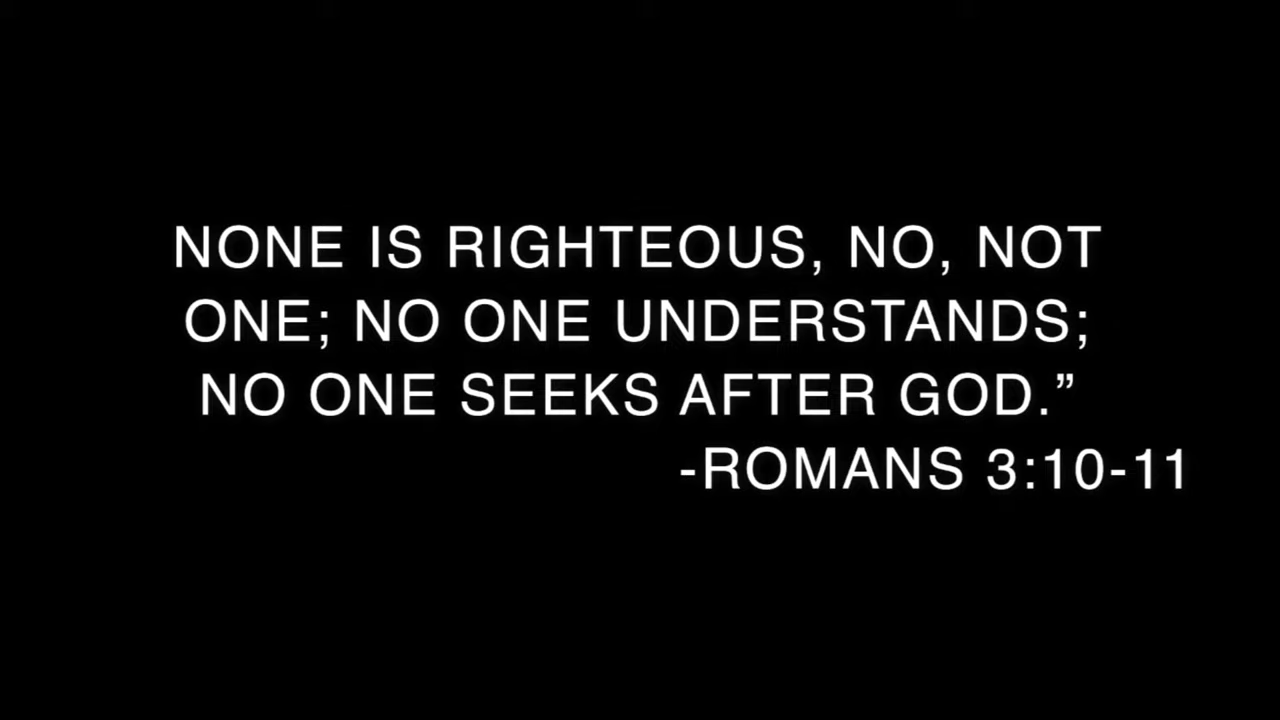 NONE IS RIGHTEOUS, NO, NOT
ONE; NO ONE UNDERSTANDS;
NO ONE SEEKS AFTER GOD.”
-ROMANS 3:10-11